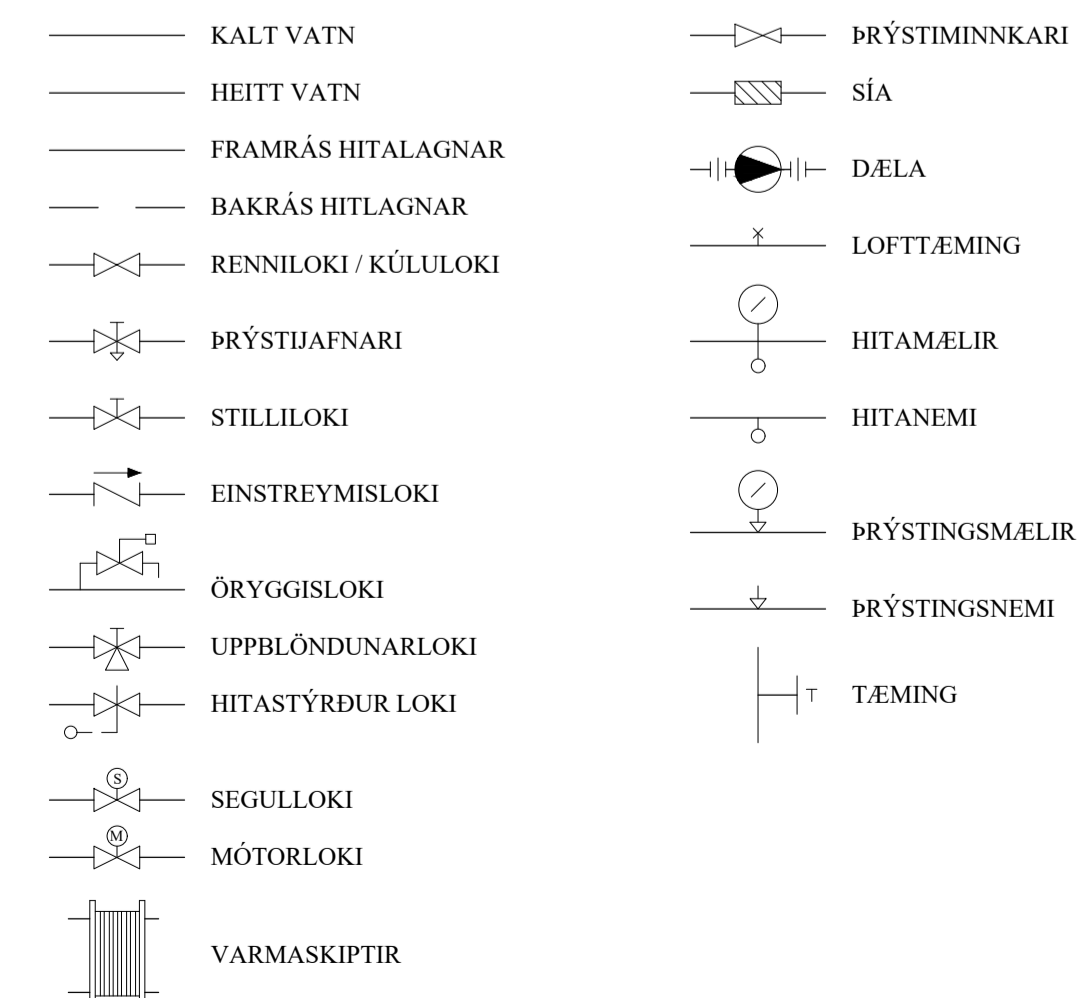 KALT VATN
HEITT VATN
FRAMRÁS HITALAGNAR
BAKRÁS HITLAGNAR
RENNILOKI / KÚLULOKI
ÞRÝSTIJAFNARI
STILLILOKI
EINSTREYMISLOKI
ÖRYGGISLOKI
UPPBLÖNDUNARLOKI
HITASTÝRÐUR LOKI
S
SEGULLOKI
M
MÓTORLOKI
VARMASKIPTIR
ÞRÝSTIMINNKARI
SÍA
DÆLA
LOFTTÆMING
HITAMÆLIR
HITANEMI
ÞRÝSTINGSMÆLIR
ÞRÝSTINGSNEMI
T TÆMING